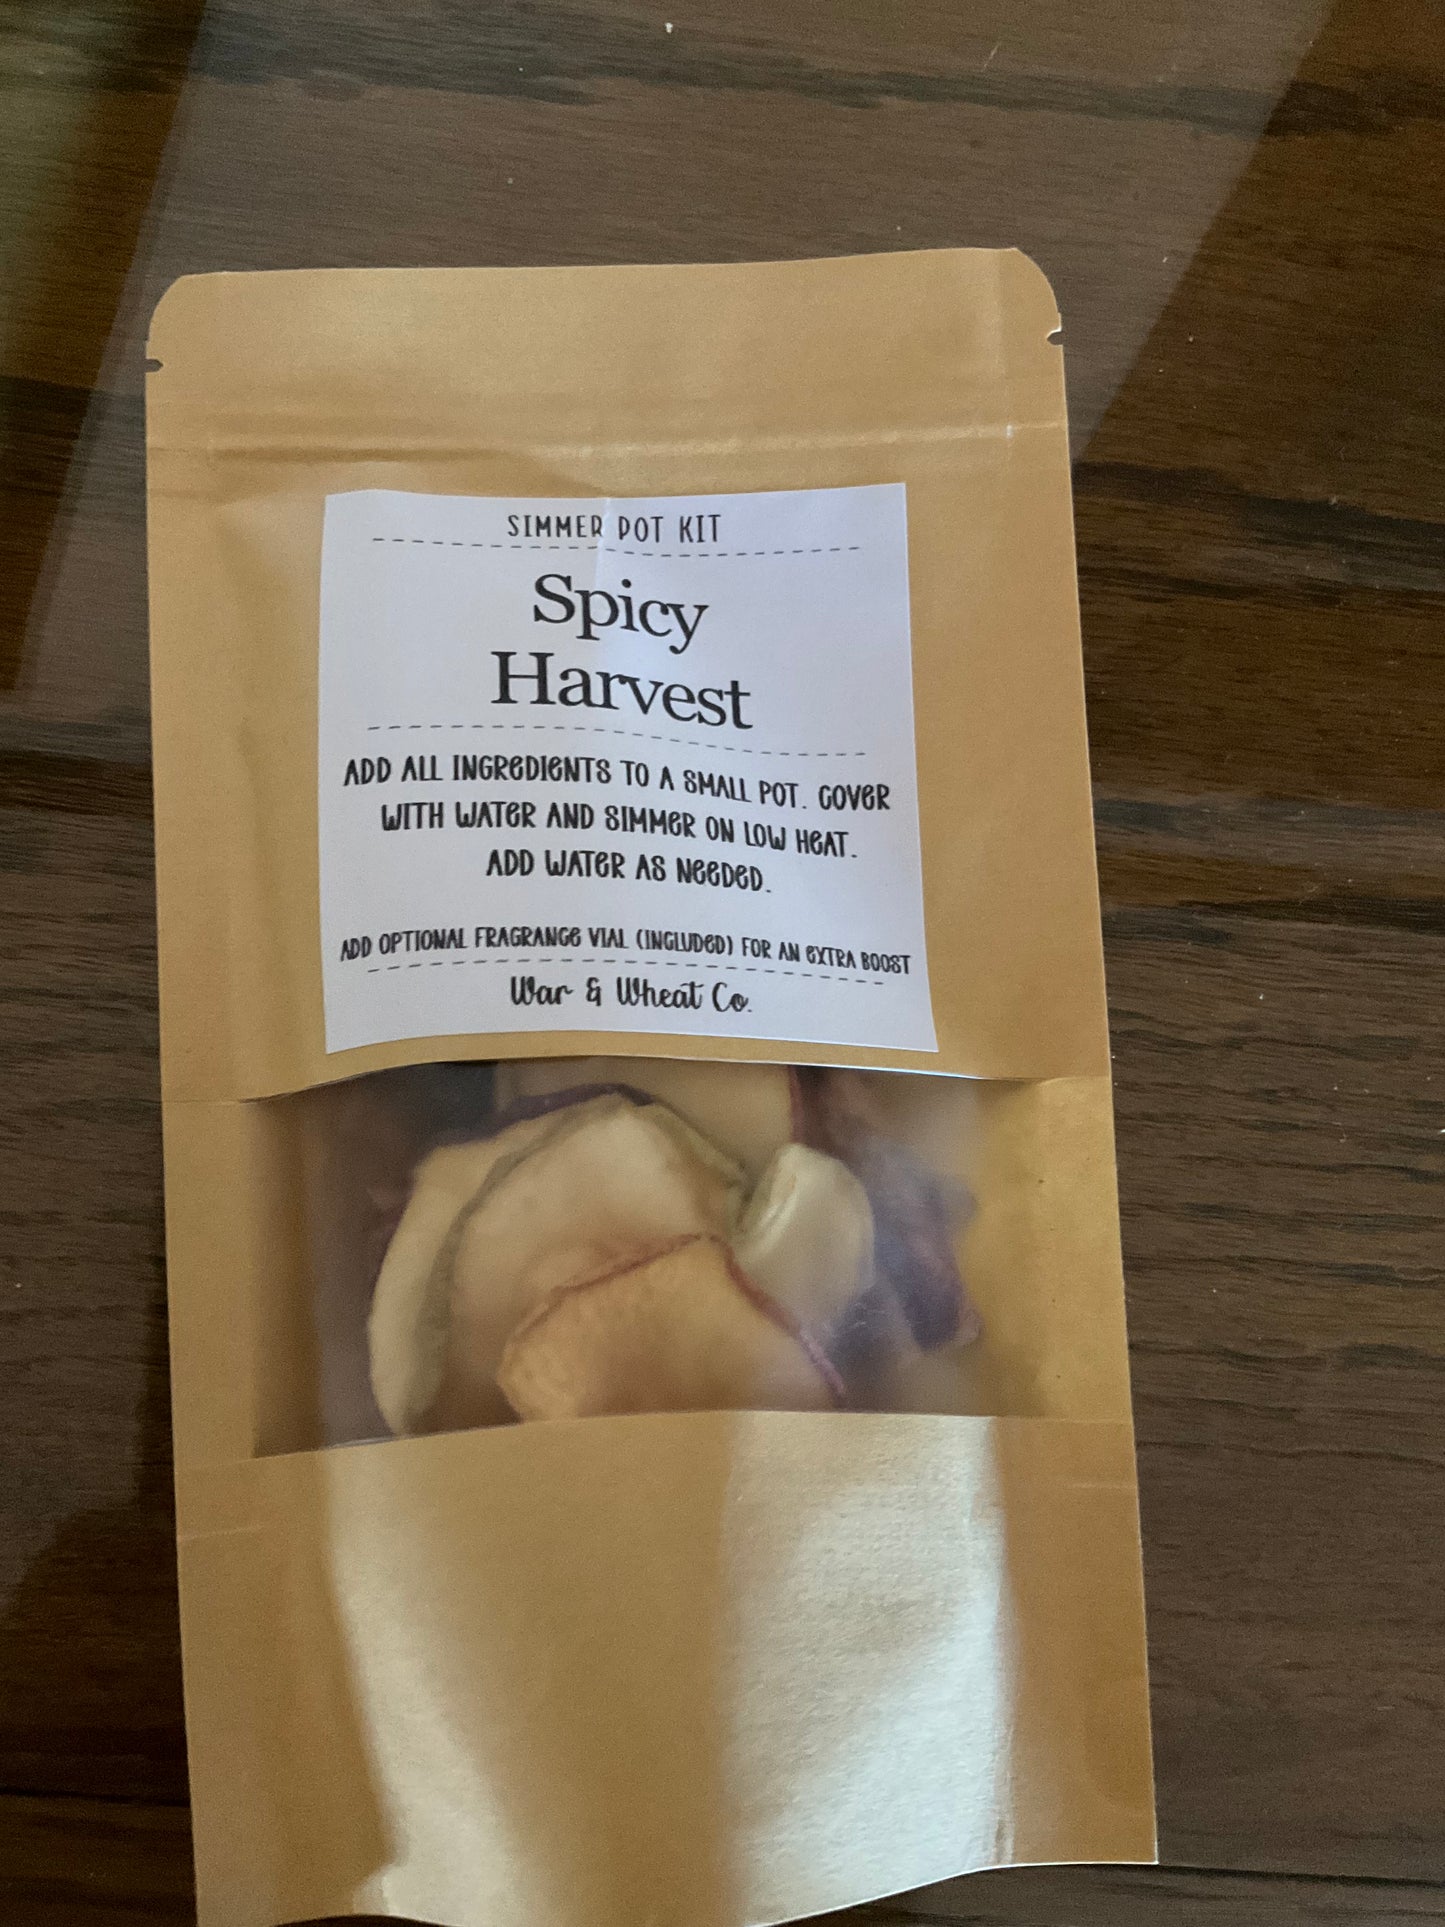 SIMMER POT KIT
Spicy
Harvest
ADD ALL INGREDIENTS TO A SMALL POT. COVER
WITH WATER AND SIMMER ON LOW HEAT.
ADD WATER AS NEEDED.
ADD OPTIONAL FRAGRANCE VIAL (INCLUDED) FOR AN EXTRA BOOST
War & Wheat Co.